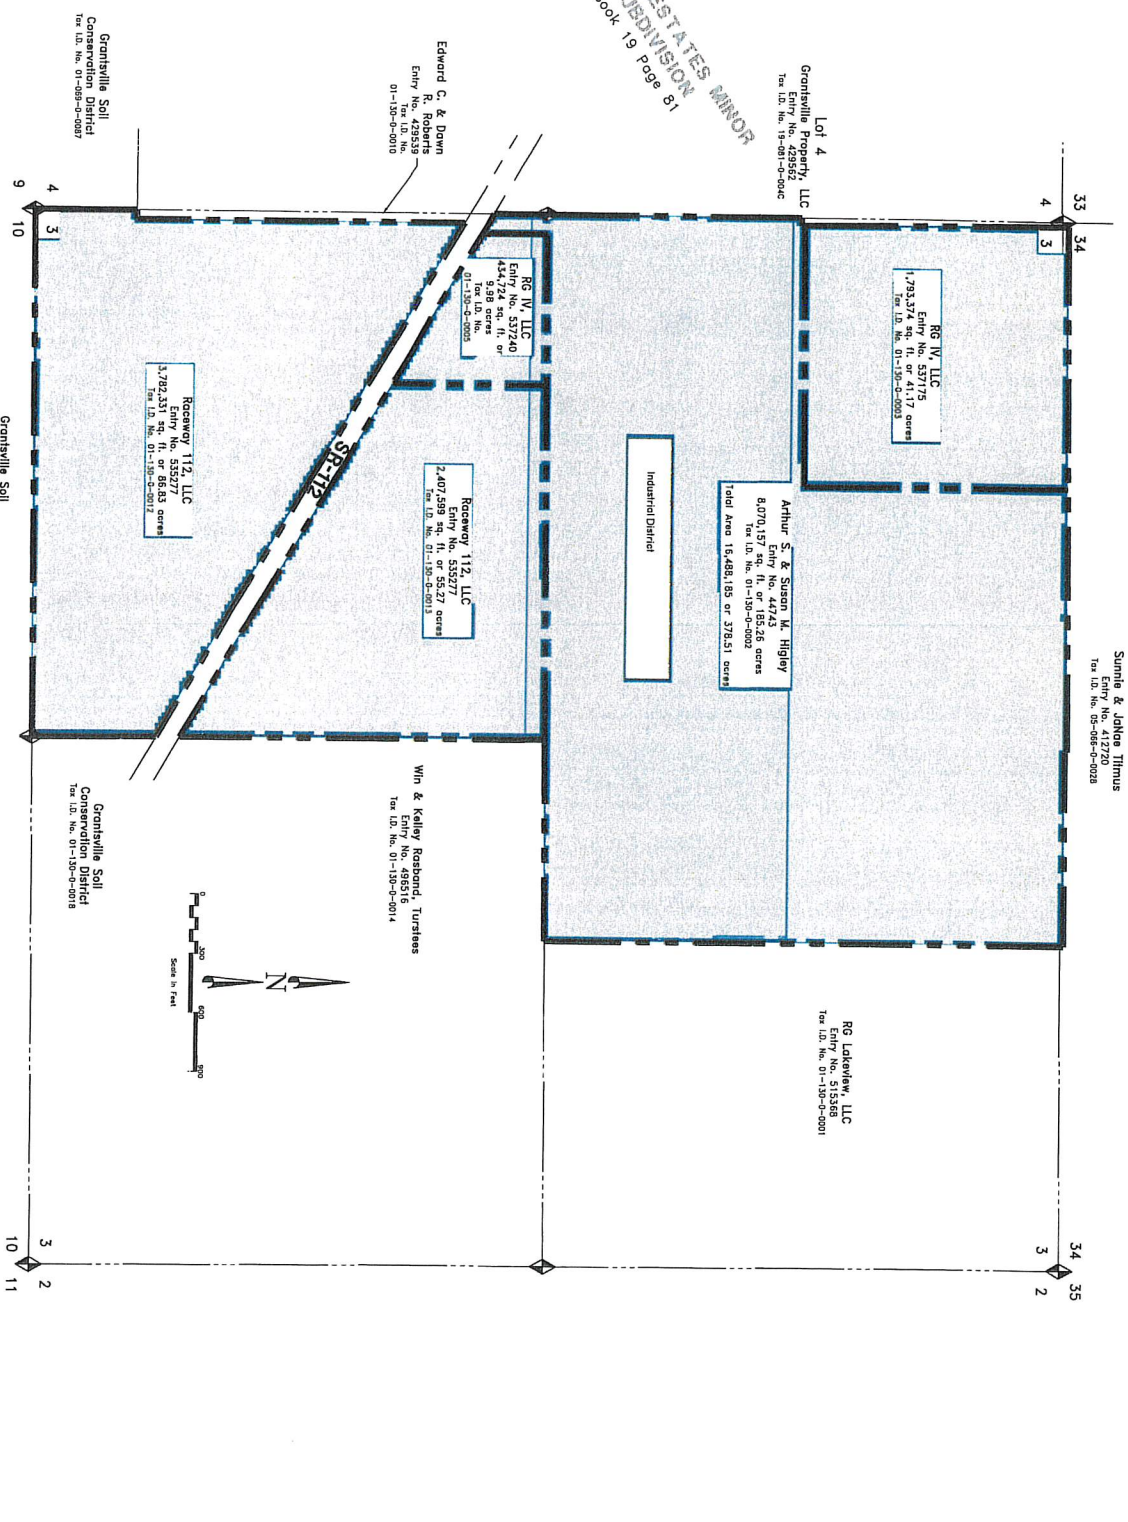 Sunnie & JaNae Titmus
Entry No. 412720
Tax I.D. No. 05-066-0-0028
33
34
4
3
34
35
3
2
ESTATES MINOR
SUBDIVISION
Book 19 Page 81
Lot 4
Grantsville Property, LLC
Entry No. 429562
Tax I.D. No. 19-081-0-004C
RG IV, LLC
Entry No. 537175
1,793,374 sq. ft. or 41.17 acres
Tax I.D. No. 01-130-0-0003
RG Lakeview, LLC
Entry No. 515368
Tax I.D. No. 01-130-0-0001
Arthur S. & Susan M. Higley
Entry No. 44743
8,070,157 sq. ft. or 185.26 acres
Tax I.D. No. 01-130-0-0002
Total Area 16,488,185 or 378.51 acres
Industrial District
RG IV, LLC
Entry No. 537240
434,724 sq. ft. or
9.98 acres
Tax I.D. No.
01-130-0-0005
Edward C. & Dawn
R. Roberts
Entry No. 429539
Tax I.D. No.
01-130-0-0010
Raceway 112, LLC
Entry No. 535277
2,407,599 sq. ft. or 55.27 acres
Tax I.D. No. 01-130-0-0013
Win & Kelley Rasband, Turstees
Entry No. 496516
Tax I.D. No. 01-130-0-0014
SR-112
Raceway 112, LLC
Entry No. 535277
3,782,331 sq. ft. or 86.83 acres
Tax I.D. No. 01-130-0-0017
N
0
300
600
900
Scale in Feet
Grantsville Soil
Conservation District
Tax I.D. No. 01-069-0-0087
Grantsville Soil
Conservation District
Tax I.D. No. 01-130-0-0018
4
3
9
10
3
2
10
11
Grantsville Soil